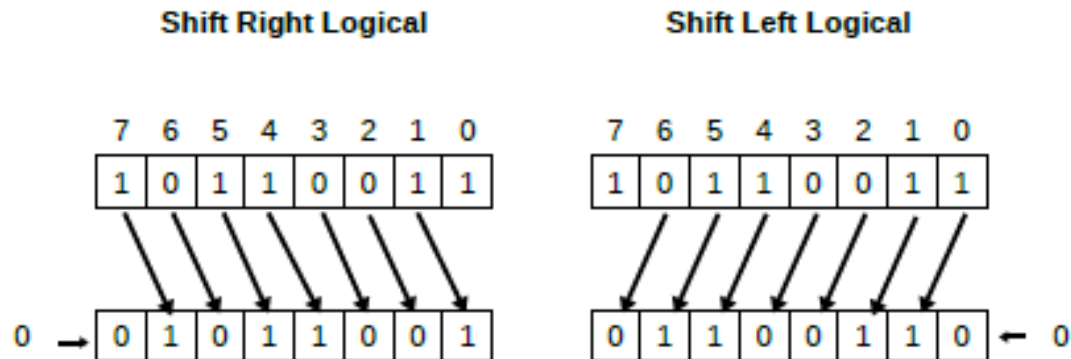 Shift Right Logical
7 6 5 4 3 2 1 0
1 0 1 1 0 0 1 1
0 0 1 0 1 1 0 0 1
Shift Left Logical
7 6 5 4 3 2 1 0
1 0 1 1 0 0 1 1
0 1 1 0 0 1 1 0 0